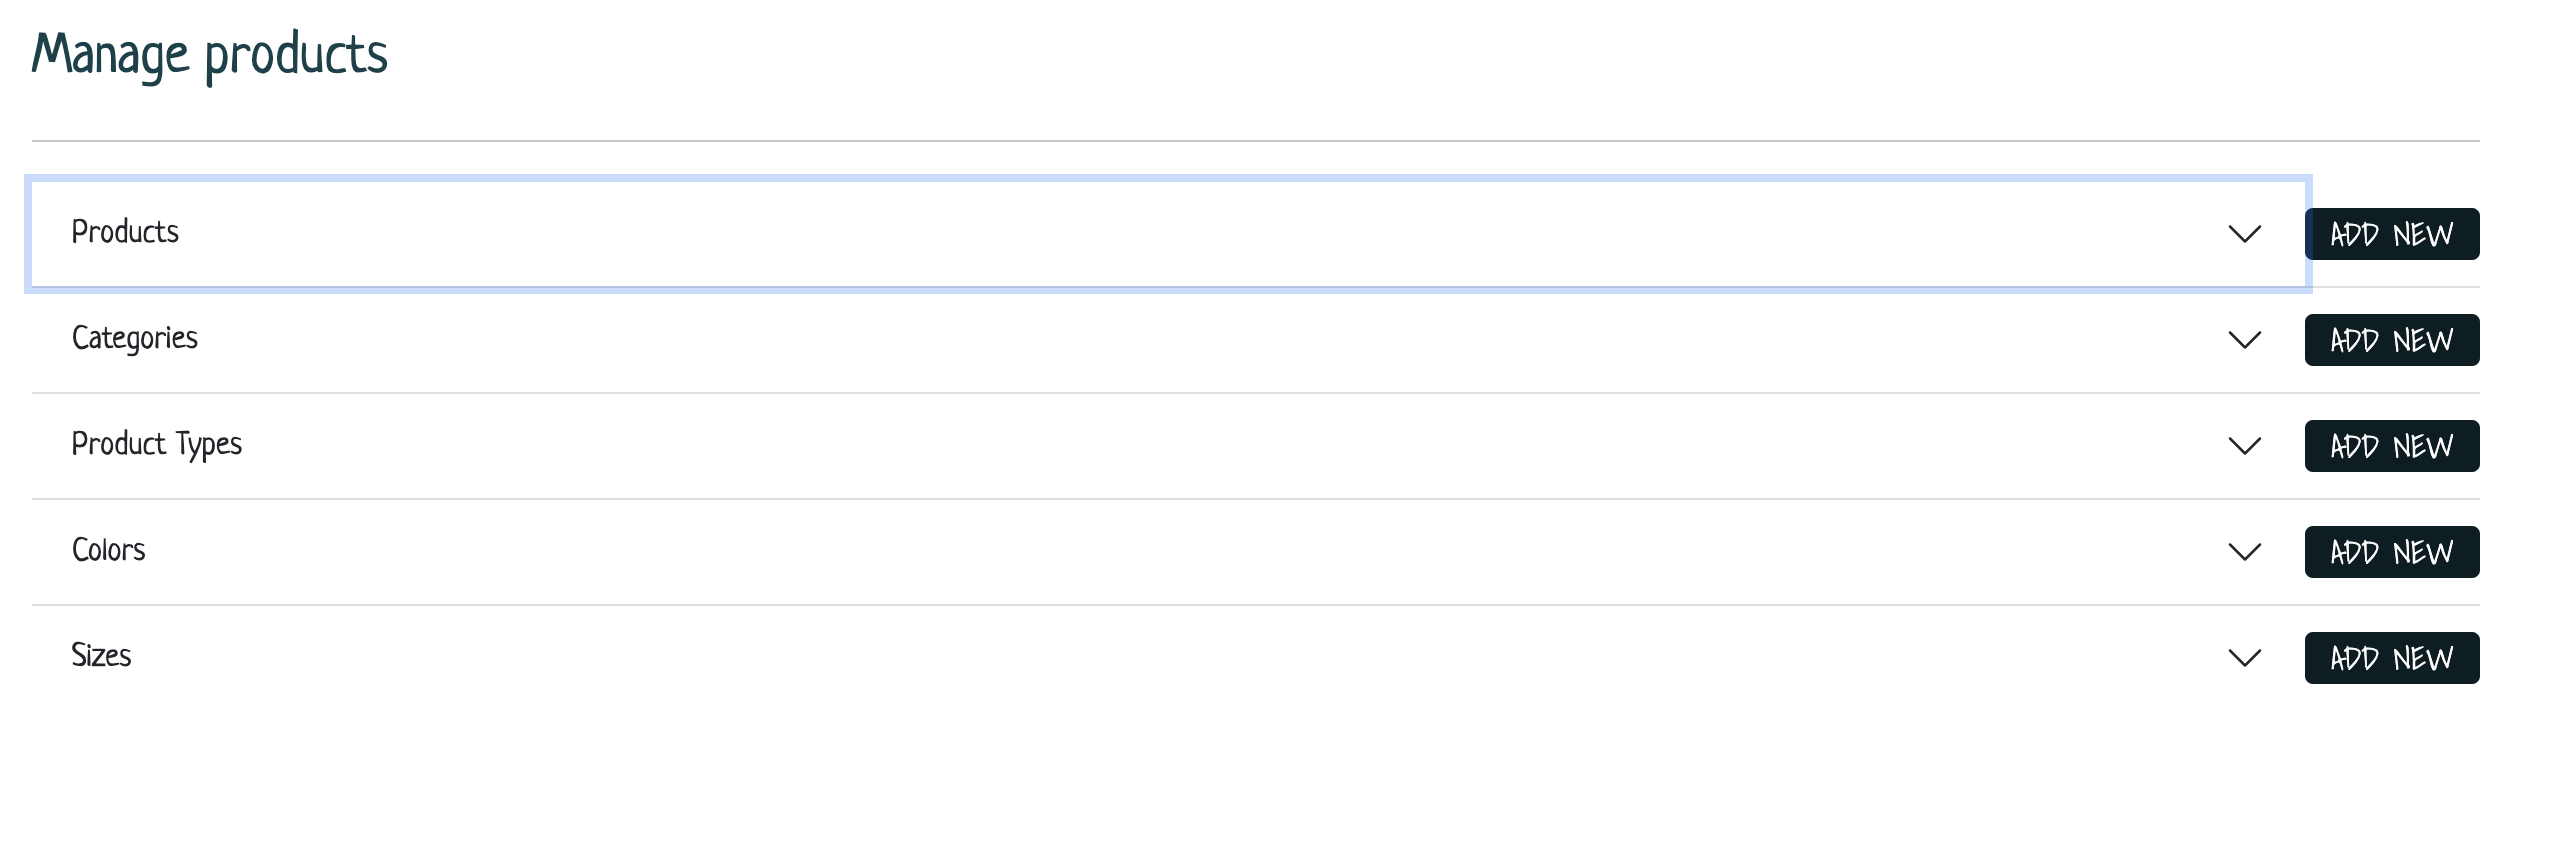 Manage products
Products
ADD NEW
Categories
ADD NEW
Product Types
ADD NEW
Colors
ADD NEW
Sizes
ADD NEW